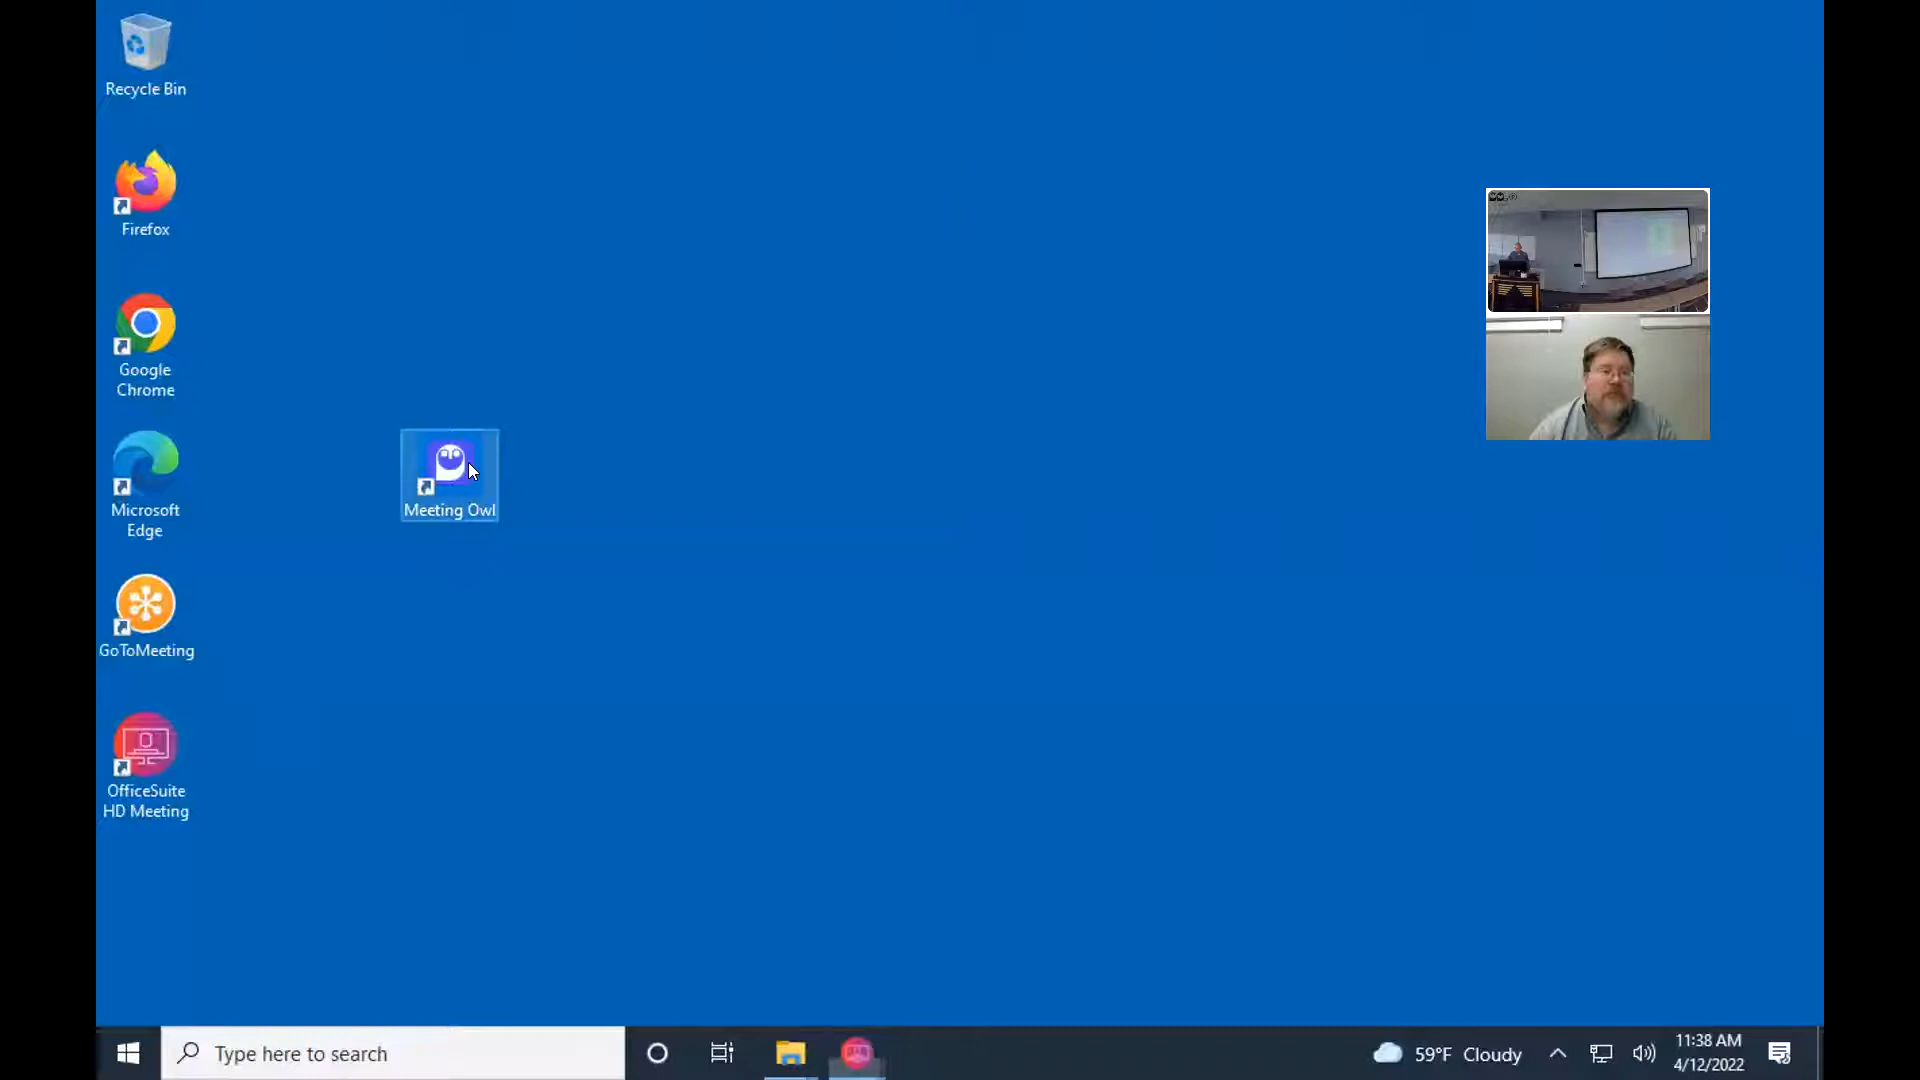 Recycle Bin
Firefox
Google
Chrome
Microsoft
Edge
Meeting Owl
GoToMeeting
OfficeSuite
HD Meeting
Type here to search
59°F Cloudy
11:38 AM
4/12/2022